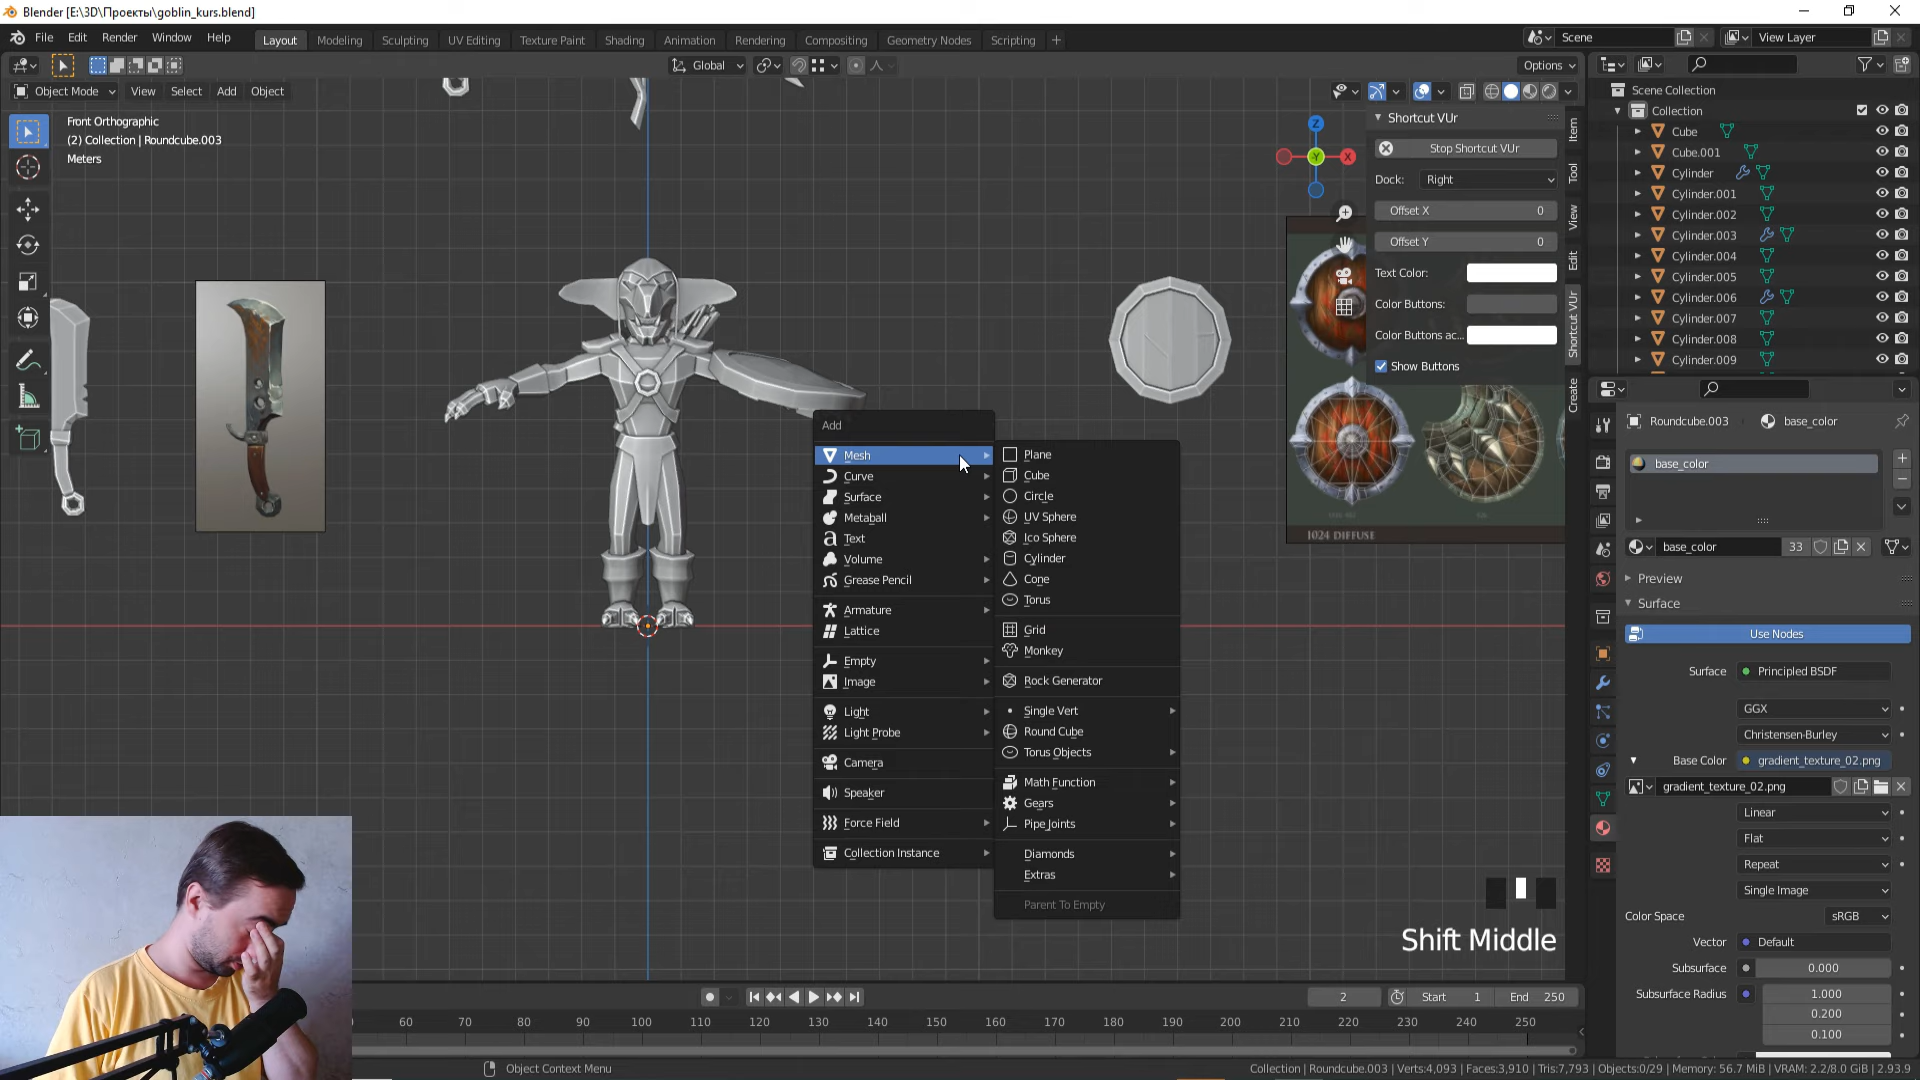 Blender [E:\3D\Проекты\goblin_kurs.blend]
File Edit Render Window Help
Layout Modeling Sculpting UV Editing Texture Paint Shading Animation Rendering Compositing Geometry Nodes Scripting +
Scene
View Layer
Global
Options
Object Mode View Select Add Object
Front Orthographic
(2) Collection | Roundcube.003
Meters
Z
X
Y
Shortcut VUr
Stop Shortcut VUr
Dock: Right
Offset X 0
Offset Y 0
Text Color:
Color Buttons:
Color Buttons ac...
Show Buttons
Item
Tool
View
Edit
Shortcut VUr
Create
1024 DIFFUSE
Add
Mesh
Curve
Surface
Metaball
Text
Volume
Grease Pencil
Armature
Lattice
Empty
Image
Light
Light Probe
Camera
Speaker
Force Field
Collection Instance
Plane
Cube
Circle
UV Sphere
Ico Sphere
Cylinder
Cone
Torus
Grid
Monkey
Rock Generator
Single Vert
Round Cube
Torus Objects
Math Function
Gears
Pipe Joints
Diamonds
Extras
Parent To Empty
Shift Middle
Scene Collection
Collection
Cube
Cube.001
Cylinder
Cylinder.001
Cylinder.002
Cylinder.003
Cylinder.004
Cylinder.005
Cylinder.006
Cylinder.007
Cylinder.008
Cylinder.009
Roundcube.003 base_color
base_color
base_color 33
Preview
Surface
Use Nodes
Surface Principled BSDF
GGX
Christensen-Burley
Base Color gradient_texture_02.png
gradient_texture_02.png
Linear
Flat
Repeat
Single Image
Color Space sRGB
Vector Default
Subsurface 0.000
Subsurface Radius 1.000
0.200
0.100
2 Start 1 End 250
60 70 80 90 100 110 120 130 140 150 160 170 180 190 200 210 220 230 240 250
Object Context Menu
Collection | Roundcube.003 | Verts:4,093 | Faces:3,910 | Tris:7,793 | Objects:0/29 | Memory: 56.7 MiB | VRAM: 2.2/8.0 GiB | 2.93.9